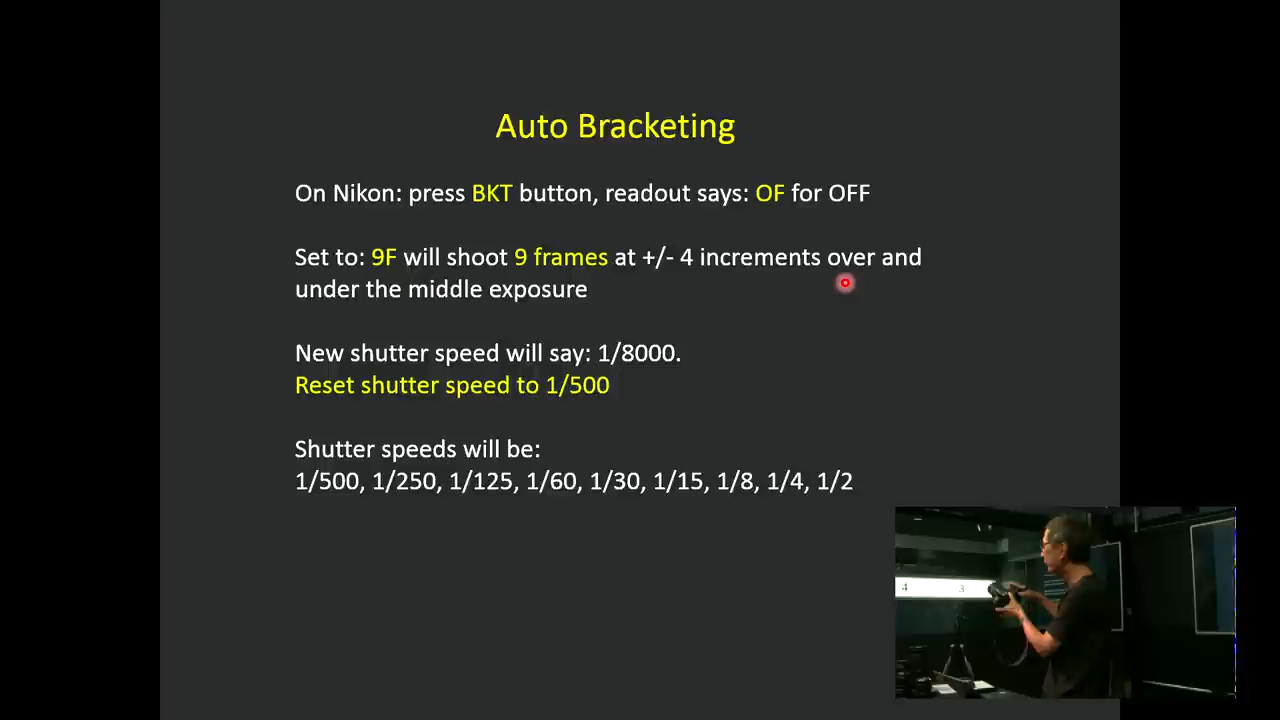 Auto Bracketing
On Nikon: press BKT button, readout says: OF for OFF
Set to: 9F will shoot 9 frames at +/- 4 increments over and
under the middle exposure
New shutter speed will say: 1/8000.
Reset shutter speed to 1/500
Shutter speeds will be:
1/500, 1/250, 1/125, 1/60, 1/30, 1/15, 1/8, 1/4, 1/2
4 3